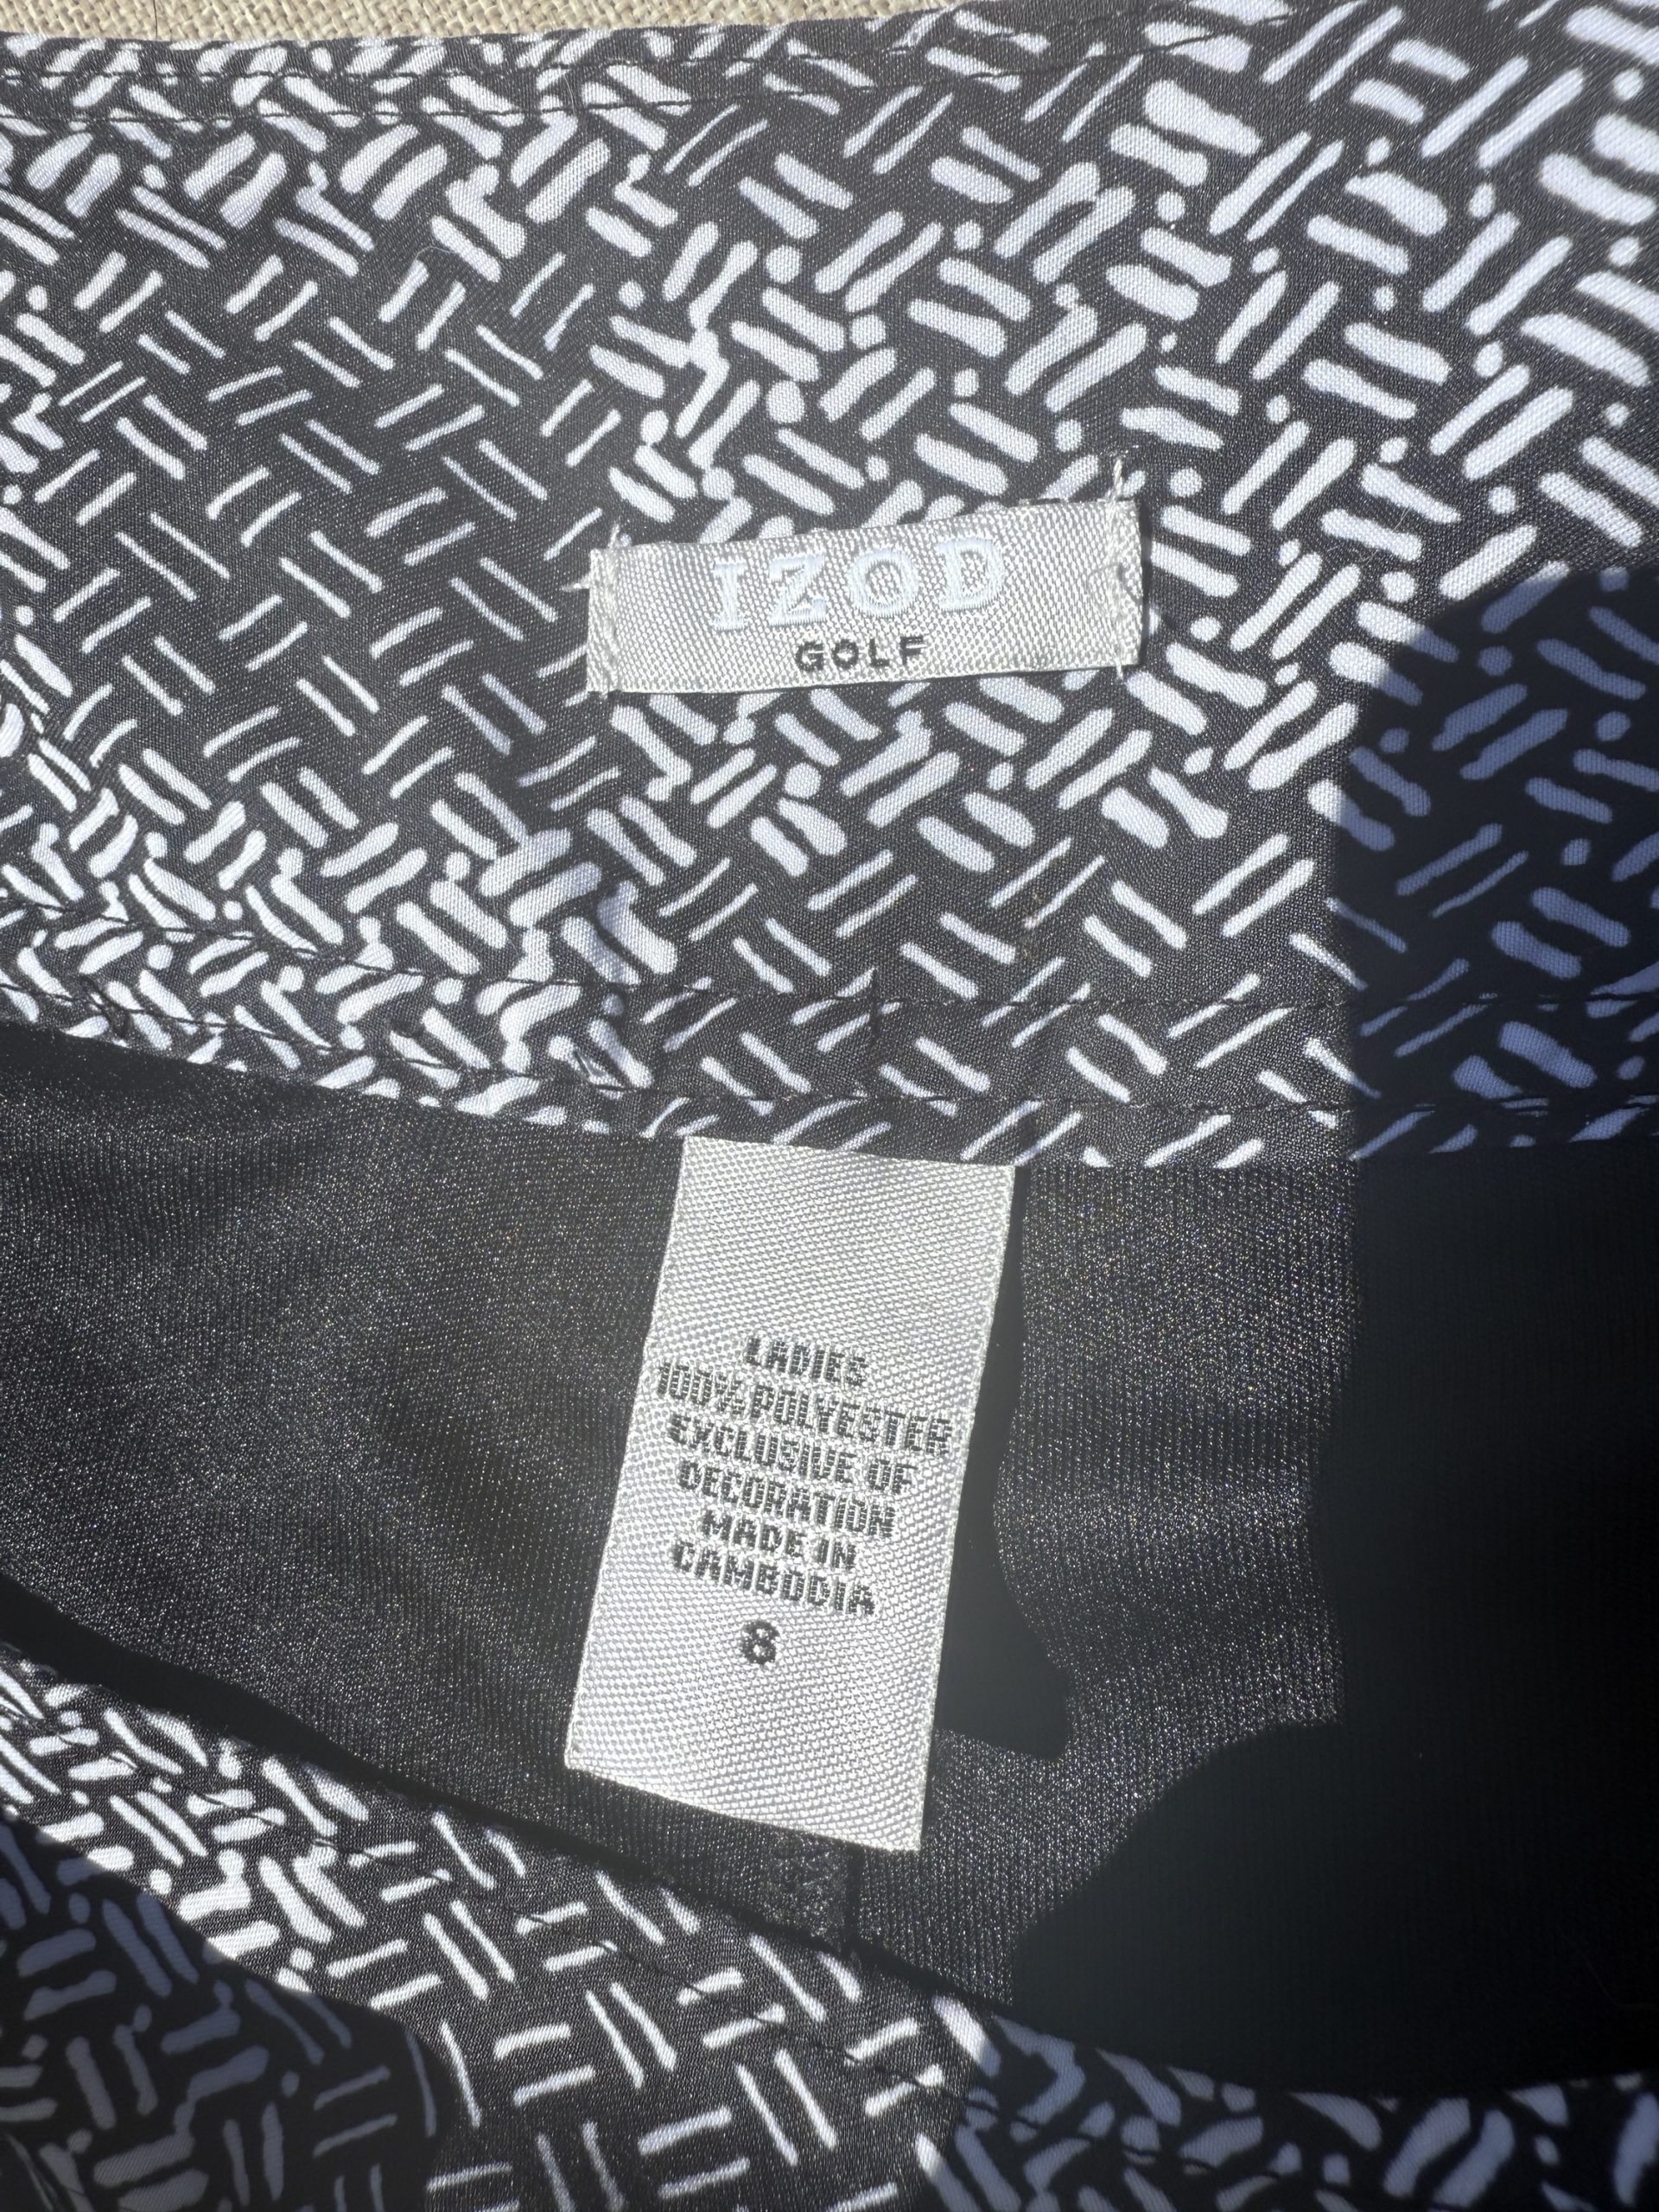 IZOD
GOLF
LADIES
100% POLYESTER
EXCLUSIVE OF
DECORATION
MADE IN
CAMBODIA
8